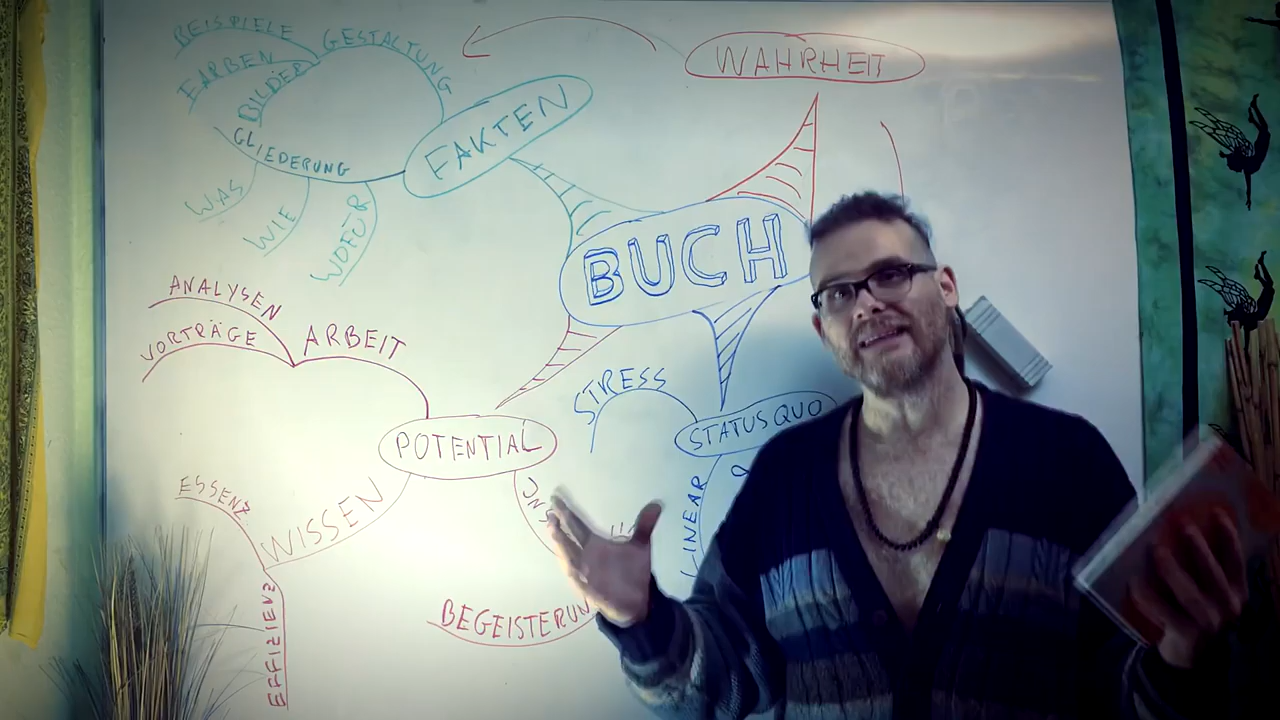 BEISPIELE
FARBEN
BILDER
GESTALTUNG
GLIEDERUNG
WAS
WIE
WOFÜR
FAKTEN
WAHRHEIT
BUCH
ANALYSEN
VORTRÄGE
ARBEIT
POTENTIAL
STRESS
STATUS QUO
LINEAR
ESSENZ
WISSEN
EFFIZIENZ
BEGEISTERUN